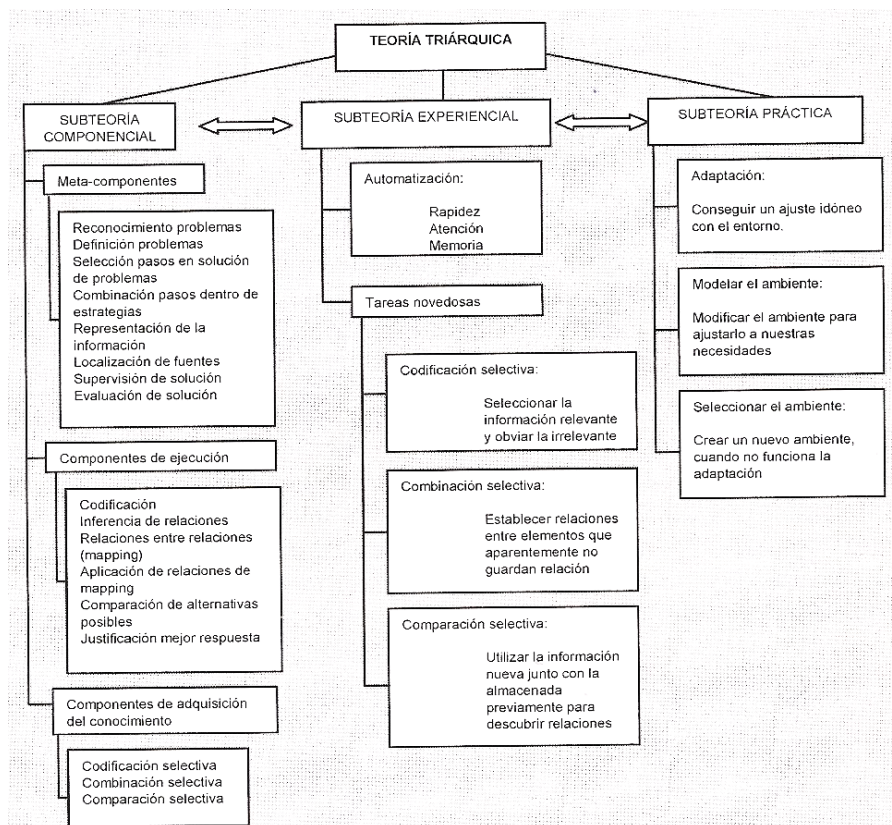 TEORÍA TRIÁRQUICA
SUBTEORÍA
COMPONENCIAL
Meta-componentes
Reconocimiento problemas
Definición problemas
Selección pasos en solución
de problemas
Combinación pasos dentro de
estrategias
Representación de la
información
Localización de fuentes
Supervisión de solución
Evaluación de solución
Componentes de ejecución
Codificación
Inferencia de relaciones
Relaciones entre relaciones
(mapping)
Aplicación de relaciones de
mapping
Comparación de alternativas
posibles
Justificación mejor respuesta
Componentes de adquisición
del conocimiento
Codificación selectiva
Combinación selectiva
Comparación selectiva
SUBTEORÍA EXPERIENCIAL
Automatización:
Rapidez
Atención
Memoria
Tareas novedosas
Codificación selectiva:
Seleccionar la
información relevante
y obviar la irrelevante
Combinación selectiva:
Establecer relaciones
entre elementos que
aparentemente no
guardan relación
Comparación selectiva:
Utilizar la información
nueva junto con la
almacenada
previamente para
descubrir relaciones
SUBTEORÍA PRÁCTICA
Adaptación:
Conseguir un ajuste idóneo
con el entorno.
Modelar el ambiente:
Modificar el ambiente para
ajustarlo a nuestras
necesidades
Seleccionar el ambiente:
Crear un nuevo ambiente,
cuando no funciona la
adaptación